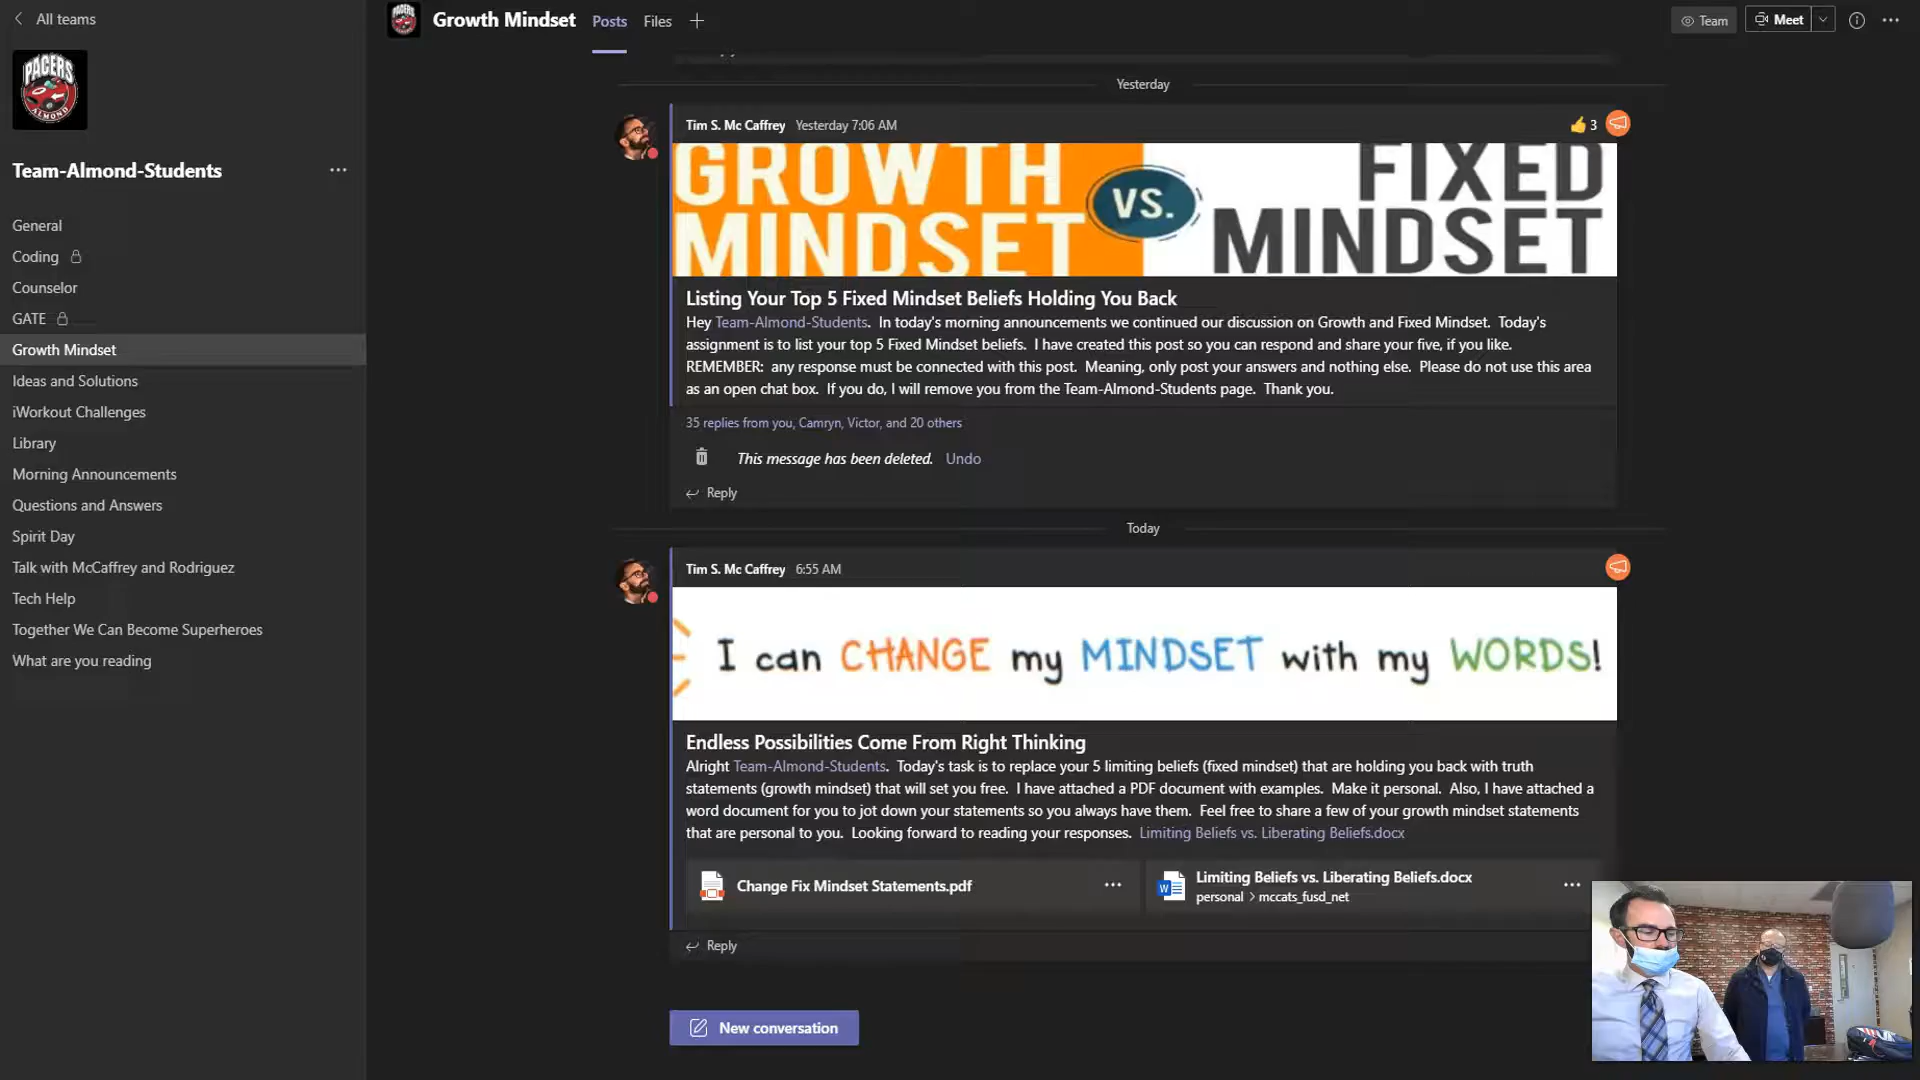 All teams
PACERS
ALMOND
Team-Almond-Students
General
Coding
Counselor
GATE
Growth Mindset
Ideas and Solutions
iWorkout Challenges
Library
Morning Announcements
Questions and Answers
Spirit Day
Talk with McCaffrey and Rodriguez
Tech Help
Together We Can Become Superheroes
What are you reading
Growth Mindset Posts Files
Team Meet
Yesterday
Tim S. Mc Caffrey Yesterday 7:06 AM 3
GROWTH MINDSET
VS.
FIXED MINDSET
Listing Your Top 5 Fixed Mindset Beliefs Holding You Back
Hey Team-Almond-Students. In today's morning announcements we continued our discussion on Growth and Fixed Mindset. Today's
assignment is to list your top 5 Fixed Mindset beliefs. I have created this post so you can respond and share your five, if you like.
REMEMBER: any response must be connected with this post. Meaning, only post your answers and nothing else. Please do not use this area
as an open chat box. If you do, I will remove you from the Team-Almond-Students page. Thank you.
35 replies from you, Camryn, Victor, and 20 others
This message has been deleted. Undo
Reply
Today
Tim S. Mc Caffrey 6:55 AM
I can CHANGE my MINDSET with my WORDS!
Endless Possibilities Come From Right Thinking
Alright Team-Almond-Students. Today's task is to replace your 5 limiting beliefs (fixed mindset) that are holding you back with truth
statements (growth mindset) that will set you free. I have attached a PDF document with examples. Make it personal. Also, I have attached a
word document for you to jot down your statements so you always have them. Feel free to share a few of your growth mindset statements
that are personal to you. Looking forward to reading your responses. Limiting Beliefs vs. Liberating Beliefs.docx
Change Fix Mindset Statements.pdf
Limiting Beliefs vs. Liberating Beliefs.docx
personal > mccats_fusd_net
Reply
New conversation